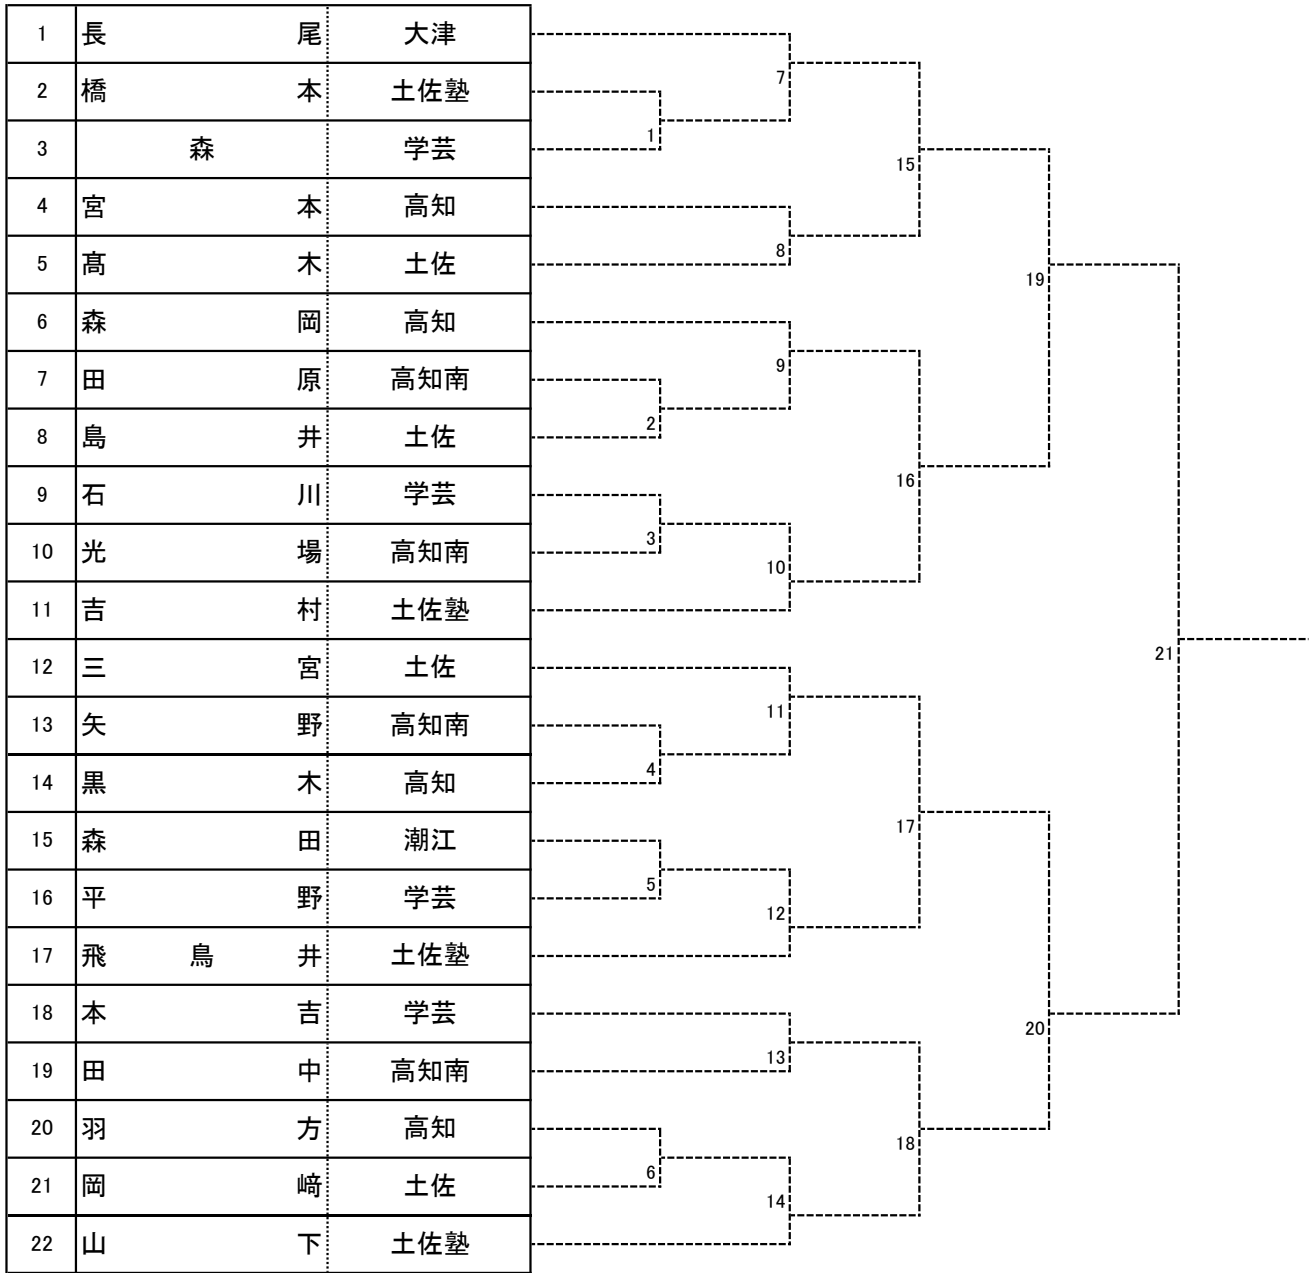 1 長尾 大津
7
2 橋本 土佐塾
1
3 森 学芸
15
4 宮本 高知
8
5 髙木 土佐
19
6 森岡 高知
9
7 田原 高知南
2
8 島井 土佐
16
9 石川 学芸
3
10 光場 高知南
10
11 吉村 土佐塾
21
12 三宮 土佐
11
13 矢野 高知南
4
14 黒木 高知
17
15 森田 潮江
5
16 平野 学芸
12
17 飛鳥井 土佐塾
18 本吉 学芸
20
19 田中 高知南
13
20 羽方 高知
18
21 岡﨑 土佐
6
14
22 山下 土佐塾